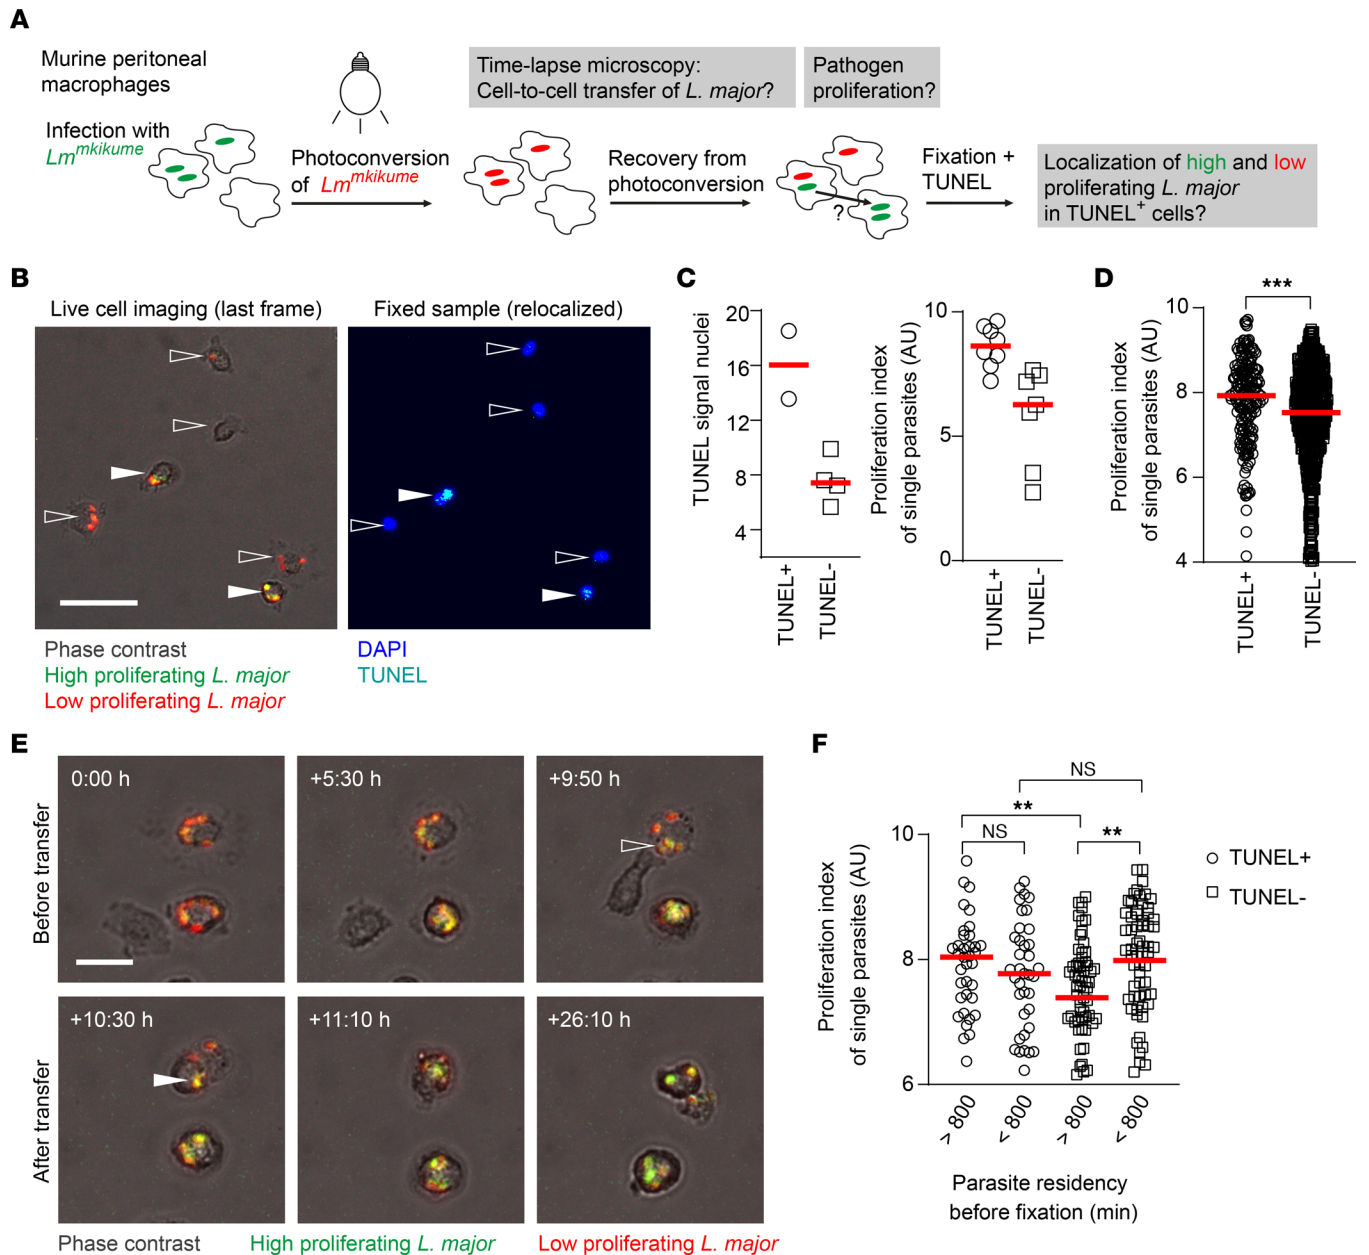 A
Murine peritoneal
macrophages
Infection with
Lm^mkikume
Photoconversion
of Lm^mkikume
Time-lapse microscopy:
Cell-to-cell transfer of L. major?
Recovery from
photoconversion
Pathogen
proliferation?
?
Fixation +
TUNEL
Localization of high and low
proliferating L. major
in TUNEL+ cells?
B
Live cell imaging (last frame)
Fixed sample (relocalized)
Phase contrast
High proliferating L. major
Low proliferating L. major
DAPI
TUNEL
C
TUNEL signal nuclei
20
16
12
8
4
TUNEL+
TUNEL-
Proliferation index
of single parasites (AU)
10
5
0
TUNEL+
TUNEL-
D
Proliferation index
of single parasites (AU)
***
10
8
6
4
TUNEL+
TUNEL-
E
Before transfer
0:00 h
+5:30 h
+9:50 h
After transfer
+10:30 h
+11:10 h
+26:10 h
Phase contrast
High proliferating L. major
Low proliferating L. major
F
Proliferation index
of single parasites (AU)
NS
**
NS
**
10
8
6
TUNEL+
TUNEL-
> 800
< 800
> 800
< 800
Parasite residency
before fixation (min)